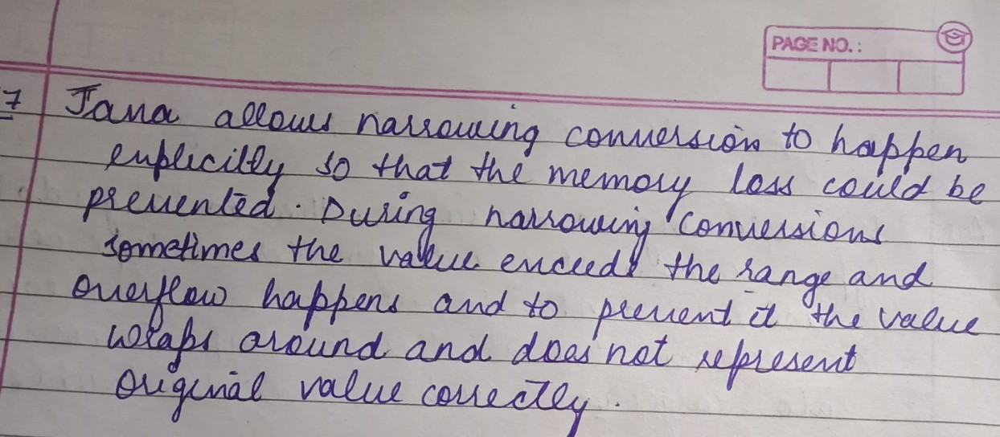 PAGE NO.:
7 Java allows narrowing conversion to happen
explicitly so that the memory loss could be
prevented. During narrowing conversions
sometimes the value exceeds the range and
overflow happens and to prevent it the value
wraps around and does not represent
original value correctly.